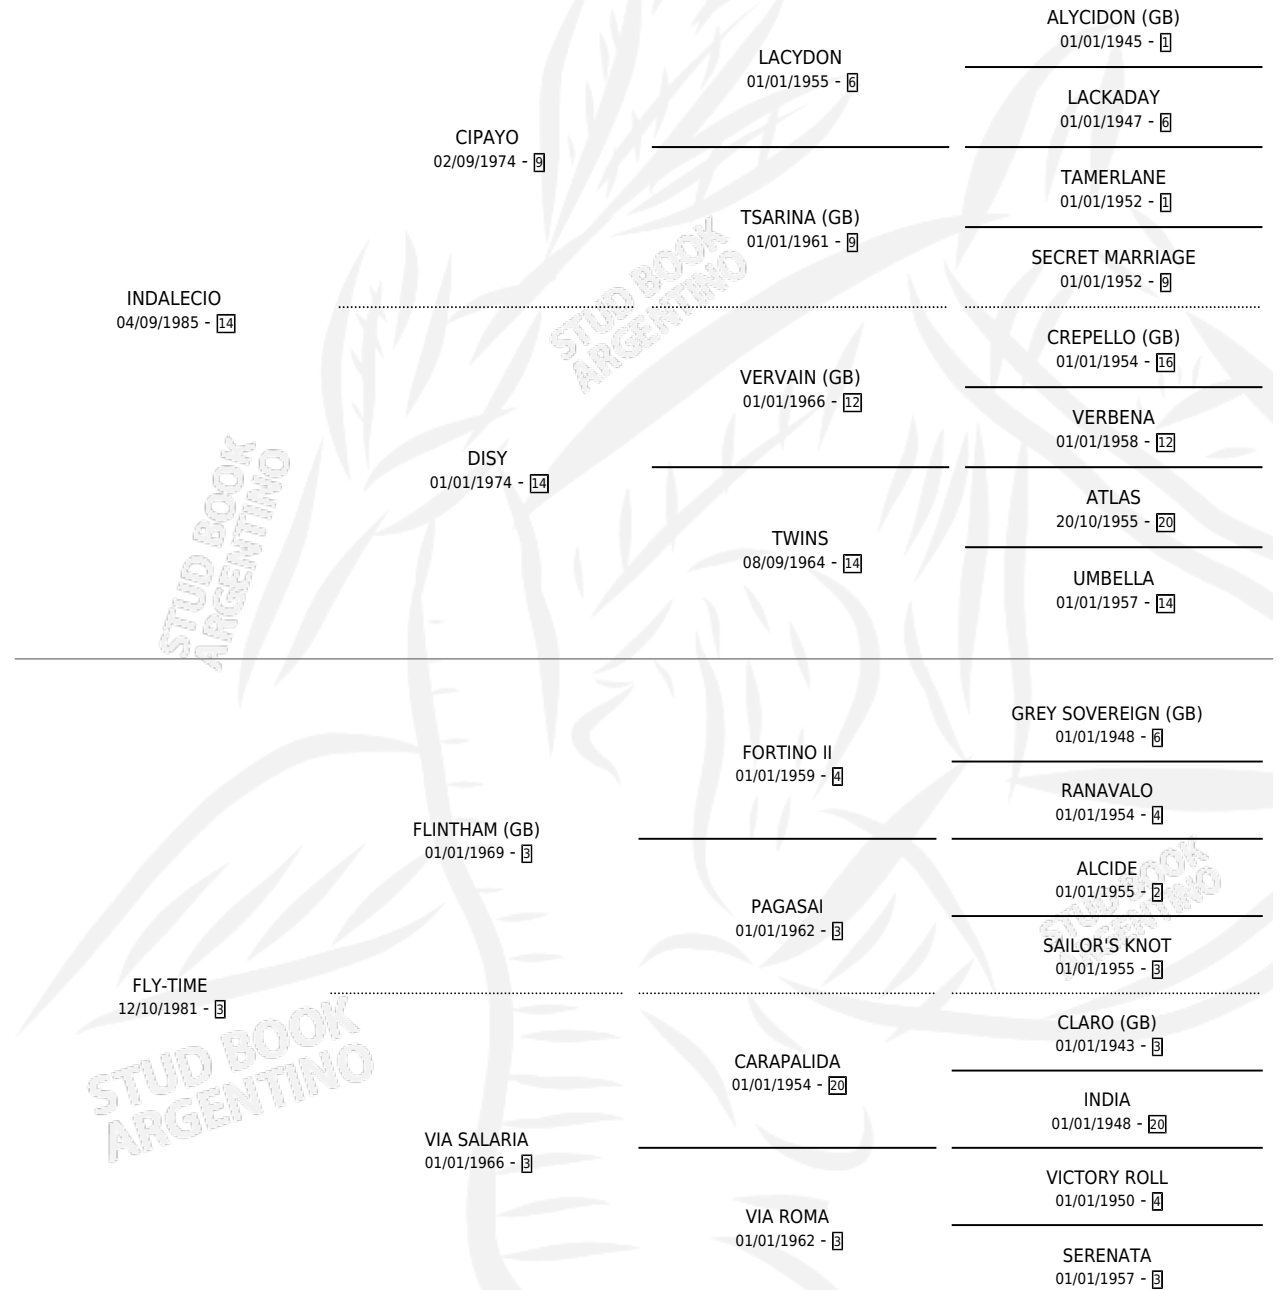 ALYCIDON (GB)
01/01/1945 - 1
LACYDON
01/01/1955 - 6
LACKADAY
01/01/1947 - 6
CIPAYO
02/09/1974 - 9
TAMERLANE
01/01/1952 - 1
TSARINA (GB)
01/01/1961 - 9
SECRET MARRIAGE
01/01/1952 - 9
INDALECIO
04/09/1985 - 14
STUD BOOK
ARGENTINO
CREPELLO (GB)
01/01/1954 - 16
VERVAIN (GB)
01/01/1966 - 12
VERBENA
01/01/1958 - 12
DISY
01/01/1974 - 14
ATLAS
20/10/1955 - 20
TWINS
08/09/1964 - 14
UMBELLA
01/01/1957 - 14
STUD BOOK
ARGENTINO
GREY SOVEREIGN (GB)
01/01/1948 - 6
FORTINO II
01/01/1959 - 4
RANAVALO
01/01/1954 - 4
FLINTHAM (GB)
01/01/1969 - 3
ALCIDE
01/01/1955 - 2
PAGASAI
01/01/1962 - 3
SAILOR'S KNOT
01/01/1955 - 3
STUD BOOK
ARGENTINO
FLY-TIME
12/10/1981 - 3
CLARO (GB)
01/01/1943 - 3
CARAPALIDA
01/01/1954 - 20
INDIA
01/01/1948 - 20
STUD BOOK
ARGENTINO
VIA SALARIA
01/01/1966 - 3
VICTORY ROLL
01/01/1950 - 4
VIA ROMA
01/01/1962 - 3
SERENATA
01/01/1957 - 3